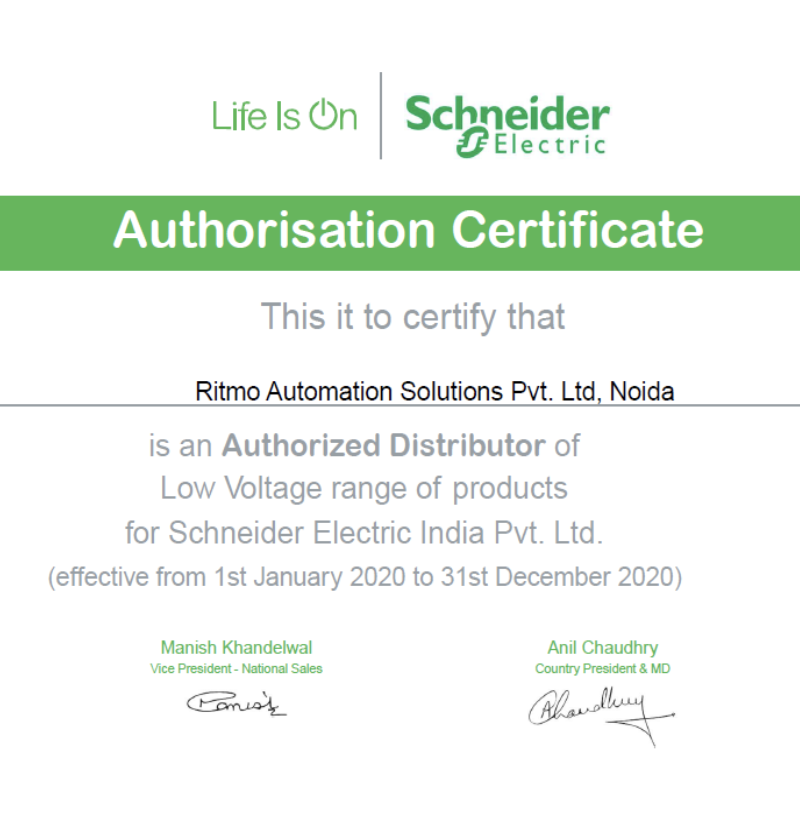 Life Is On
Schneider
Electric
Authorisation Certificate
This it to certify that
Ritmo Automation Solutions Pvt. Ltd, Noida
is an Authorized Distributor of
Low Voltage range of products
for Schneider Electric India Pvt. Ltd.
(effective from 1st January 2020 to 31st December 2020)
Manish Khandelwal
Vice President - National Sales
Anil Chaudhry
Country President & MD
AChaudhry